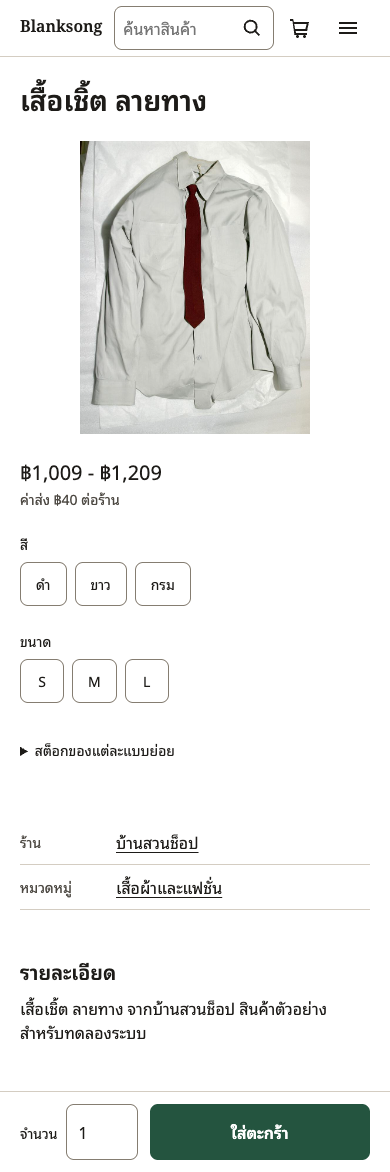 Blanksong
ค้นหาสินค้า
เสื้อเชิ้ต ลายทาง
฿1,009 - ฿1,209
ค่าส่ง ฿40 ต่อร้าน
สี
ดำ
ขาว
กรม
ขนาด
S
M
L
สต็อกของแต่ละแบบย่อย
ร้าน
บ้านสวนช็อป
หมวดหมู่
เสื้อผ้าและแฟชั่น
รายละเอียด
เสื้อเชิ้ต ลายทาง จากบ้านสวนช็อป สินค้าตัวอย่าง
สำหรับทดลองระบบ
จำนวน
1
ใส่ตะกร้า